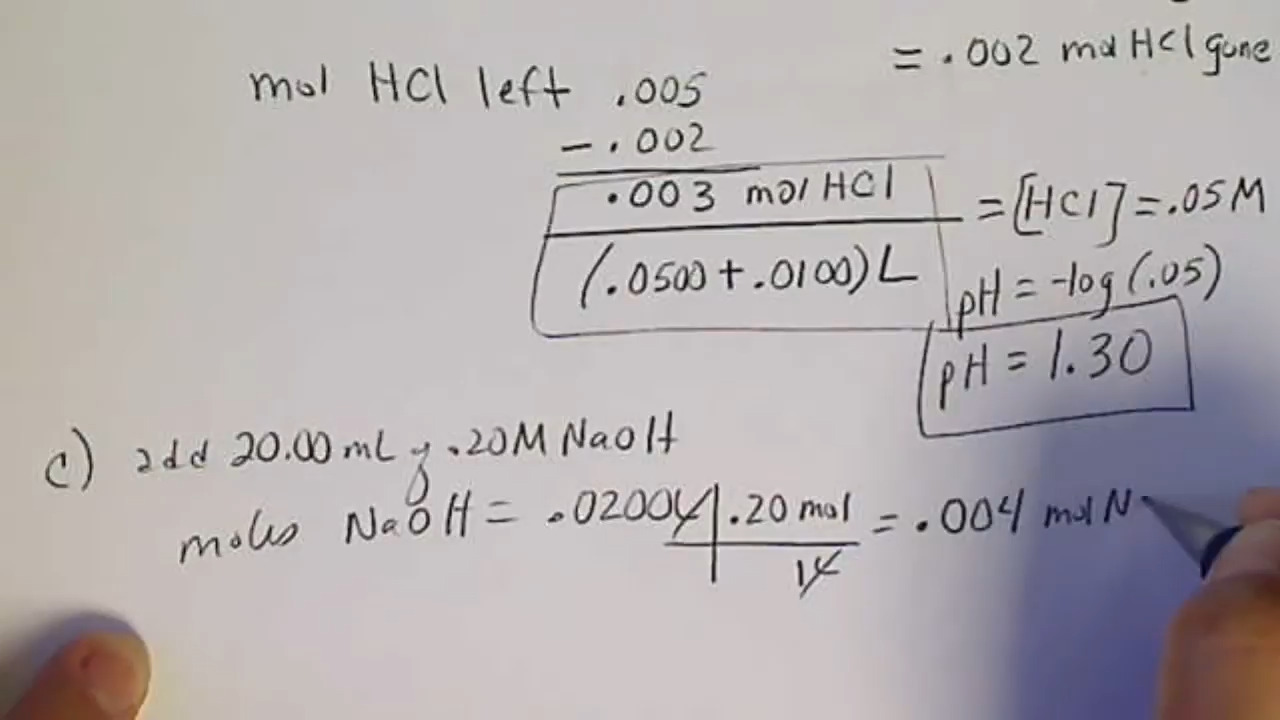 = .002 mol HCl gone
mol HCl left .005
- .002
.003 mol HCl = [HCl] = .05 M
(.0500 + .0100) L
pH = -log (.05)
pH = 1.30
c) add 20.00 mL of .20 M NaOH
moles NaOH = .0200 L | .20 mol = .004 mol N
1 L